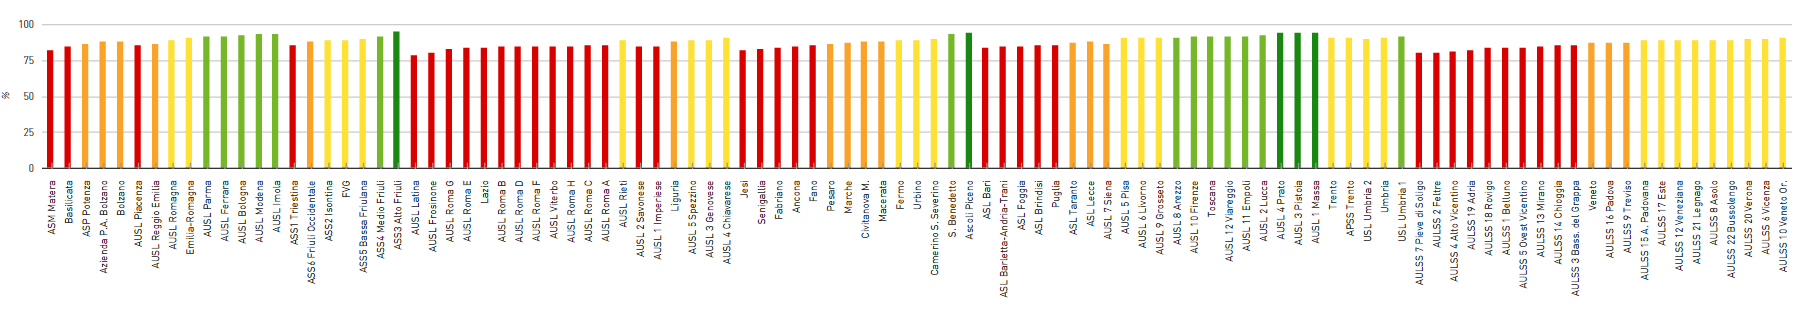 100
75
50
25
0
%
ASM Matera
Basilicata
ASP Potenza
Azienda P.A. Bolzano
Bolzano
AUSL Piacenza
AUSL Reggio Emilia
AUSL Romagna
Emilia-Romagna
AUSL Parma
AUSL Ferrara
AUSL Bologna
AUSL Modena
AUSL Imola
ASS1 Triestina
ASS6 Friuli Occidentale
ASS2 Isontina
FVG
ASS5 Bassa Friulana
ASS4 Medio Friuli
ASS3 Alto Friuli
AUSL Latina
AUSL Frosinone
AUSL Roma G
AUSL Roma E
Lazio
AUSL Roma B
AUSL Roma D
AUSL Roma F
AUSL Viterbo
AUSL Roma H
AUSL Roma C
AUSL Roma A
AUSL Rieti
AUSL 2 Savonese
AUSL 1 Imperiese
Liguria
AUSL 5 Spezzino
AUSL 3 Genovese
AUSL 4 Chiavarese
Jesi
Senigallia
Fabriano
Ancona
Fano
Pesaro
Marche
Civitanova M.
Macerata
Fermo
Urbino
Camerino S. Severino
S. Benedetto
Ascoli Piceno
ASL Bari
ASL Barletta-Andria-Trani
ASL Foggia
ASL Brindisi
Puglia
ASL Taranto
ASL Lecce
AUSL 7 Siena
AUSL 5 Pisa
AUSL 6 Livorno
AUSL 9 Grosseto
AUSL 8 Arezzo
AUSL 10 Firenze
Toscana
AUSL 12 Viareggio
AUSL 11 Empoli
AUSL 2 Lucca
AUSL 4 Prato
AUSL 3 Pistoia
AUSL 1 Massa
Trento
APSS Trento
USL Umbria 2
Umbria
USL Umbria 1
AULSS 7 Pieve di Soligo
AULSS 2 Feltre
AULSS 4 Alto Vicentino
AULSS 19 Adria
AULSS 18 Rovigo
AULSS 1 Belluno
AULSS 5 Ovest Vicentino
AULSS 13 Mirano
AULSS 14 Chioggia
AULSS 3 Bass. del Grappa
Veneto
AULSS 16 Padova
AULSS 9 Treviso
AULSS 15 A. Padovana
AULSS 17 Este
AULSS 12 Veneziana
AULSS 21 Legnago
AULSS 8 Asolo
AULSS 22 Bussolengo
AULSS 20 Verona
AULSS 6 Vicenza
AULSS 10 Veneto Or.